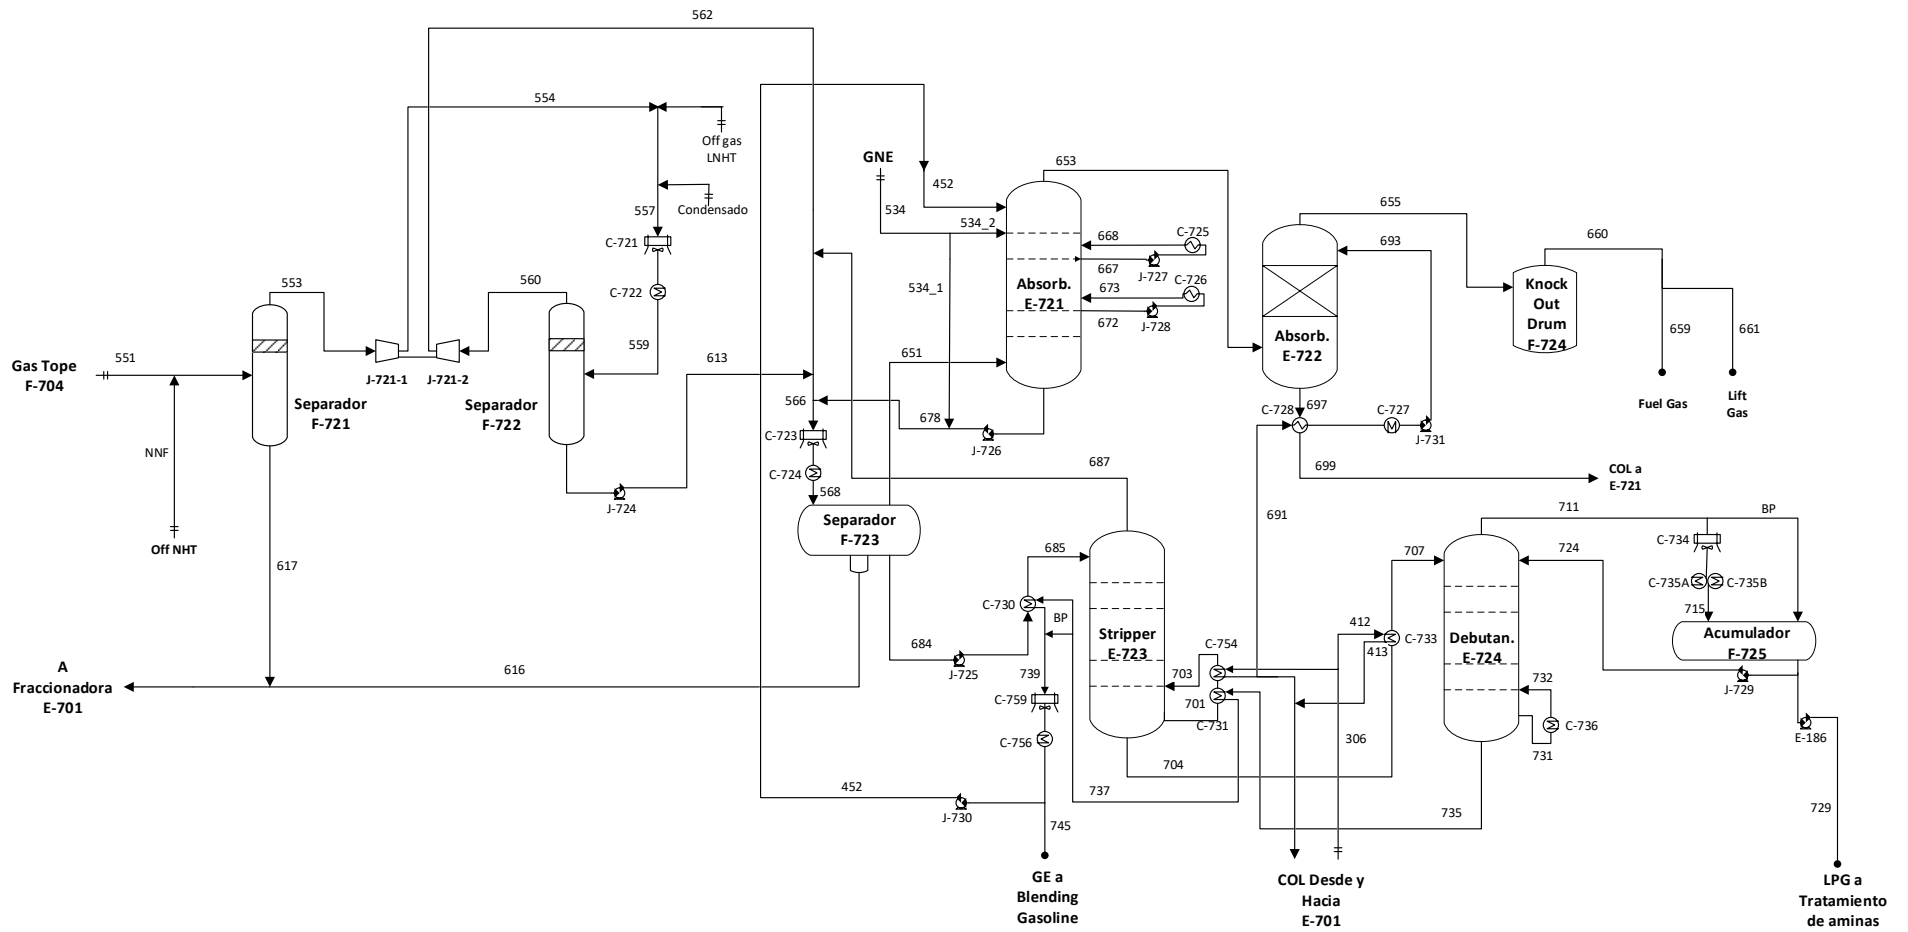 562
554
Off gas
LNHT
Condensado
557
C-721
C-722
559
553
560
551
Gas Tope
F-704
J-721-1
J-721-2
Separador
F-721
Separador
F-722
613
NNF
Off NHT
617
J-724
GNE
452
534
534_2
534_1
653
668
C-725
667
J-727
673
C-726
672
J-728
Absorb.
E-721
651
566
678
J-726
C-723
C-724
568
Separador
F-723
655
693
660
Knock
Out
Drum
F-724
659
661
Fuel Gas
Lift
Gas
Absorb.
E-722
C-728
697
C-727
J-731
699
COL a
E-721
687
691
685
C-730
BP
684
J-725
739
C-759
C-756
Stripper
E-723
C-754
703
701
C-731
704
737
306
412
413
C-733
707
711
BP
724
C-734
C-735A
C-735B
715
Debutan.
E-724
Acumulador
F-725
J-729
732
C-736
731
E-186
735
729
616
A
Fraccionadora
E-701
452
J-730
745
GE a
Blending
Gasoline
COL Desde y
Hacia
E-701
LPG a
Tratamiento
de aminas